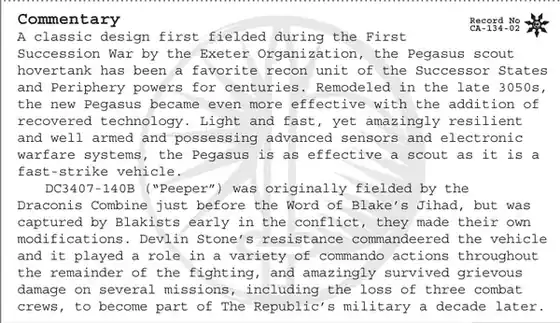 Commentary
Record No
CA-134-02
A classic design first fielded during the First
Succession War by the Exeter Organization, the Pegasus scout
hovertank has been a favorite recon unit of the Successor States
and Periphery powers for centuries. Remodeled in the late 3050s,
the new Pegasus became even more effective with the addition of
recovered technology. Light and fast, yet amazingly resilient
and well armed and possessing advanced sensors and electronic
warfare systems, the Pegasus is as effective a scout as it is a
fast-strike vehicle.
DC3407-140B (“Peeper”) was originally fielded by the
Draconis Combine just before the Word of Blake’s Jihad, but was
captured by Blakists early in the conflict, they made their own
modifications. Devlin Stone’s resistance commandeered the vehicle
and it played a role in a variety of commando actions throughout
the remainder of the fighting, and amazingly survived grievous
damage on several missions, including the loss of three combat
crews, to become part of The Republic’s military a decade later.